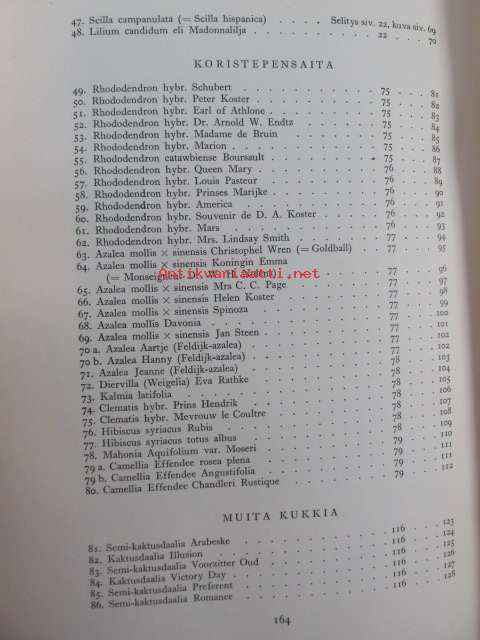 47. Scilla campanulata (= Scilla hispanica) . . . Selitys siv. 22, kuva siv. 69
48. Lilium candidum eli Madonnalilja . . . . . 22 . . . 70
KORISTEPENSAITA
49. Rhododendron hybr. Schubert . . . . . 75 . . . 81
50. Rhododendron hybr. Peter Koster . . . . . 75 . . . 82
51. Rhododendron hybr. Earl of Athlone . . . . . 75 . . . 83
52. Rhododendron hybr. Dr. Arnold W. Endtz . . . . . 75 . . . 84
53. Rhododendron hybr. Madame de Bruin . . . . . 75 . . . 85
54. Rhododendron hybr. Marion . . . . . 75 . . . 86
55. Rhododendron catawbiense Boursault . . . . . 75 . . . 87
56. Rhododendron hybr. Queen Mary . . . . . 76 . . . 88
57. Rhododendron hybr. Louis Pasteur . . . . . 76 . . . 89
58. Rhododendron hybr. Prinses Marijke . . . . . 76 . . . 90
59. Rhododendron hybr. America . . . . . 76 . . . 91
60. Rhododendron hybr. Souvenir de D. A. Koster . . . . . 76 . . . 92
61. Rhododendron hybr. Mars . . . . . 76 . . . 93
62. Rhododendron hybr. Mrs. Lindsay Smith . . . . . 76 . . . 94
63. Azalea mollis × sinensis Christophel Wren (= Goldball) . . 77 . . . 95
64. Azalea mollis × sinensis Koningin Emma
(= Monseigneur W. H. Nolens) . . . . . 77 . . . 96
Antikvariaatti.net
65. Azalea mollis × sinensis Mrs C. C. Page . . . . . 77 . . . 97
66. Azalea mollis × sinensis Helen Koster . . . . . 77 . . . 98
67. Azalea mollis × sinensis Spinoza . . . . . 77 . . . 99
68. Azalea mollis Davonia . . . . . 77 . . . 100
69. Azalea mollis × sinensis Jan Steen . . . . . 77 . . . 101
70 a. Azalea Aartje (Feldijk-azalea) . . . . . 77 . . . 102
70 b. Azalea Hanny (Feldijk-azalea) . . . . . 77 . . . 102
71. Azalea Jeanne (Feldijk-azalea) . . . . . 78 . . . 103
72. Diervilla (Weigelia) Eva Rathke . . . . . 78 . . . 104
73. Kalmia latifolia . . . . . 78 . . . 105
74. Clematis hybr. Prins Hendrik . . . . . 78 . . . 106
75. Clematis hybr. Mevrouw le Coultre . . . . . 78 . . . 107
76. Hibiscus syriacus Rubis . . . . . 78 . . . 108
77. Hibiscus syriacus totus albus . . . . . 78 . . . 109
78. Mahonia Aquifolium var. Moseri . . . . . 79 . . . 110
79 a. Camellia Effendee rosea plena . . . . . 79 . . . 111
79 b. Camellia Effendee Angustifolia . . . . . 79 . . . 111
80. Camellia Effendee Chandleri Rustique . . . . . 79 . . . 112
MUITA KUKKIA
81. Semi-kaktusdaalia Arabeske . . . . . 116 . . . 123
82. Kaktusdaalia Illusion . . . . . 116 . . . 124
83. Semi-kaktusdaalia Voorzitter Oud . . . . . 116 . . . 125
84. Kaktusdaalia Victory Day . . . . . 116 . . . 126
85. Semi-kaktusdaalia Preferent . . . . . 116 . . . 127
86. Semi-kaktusdaalia Romance . . . . . 116 . . . 128
164